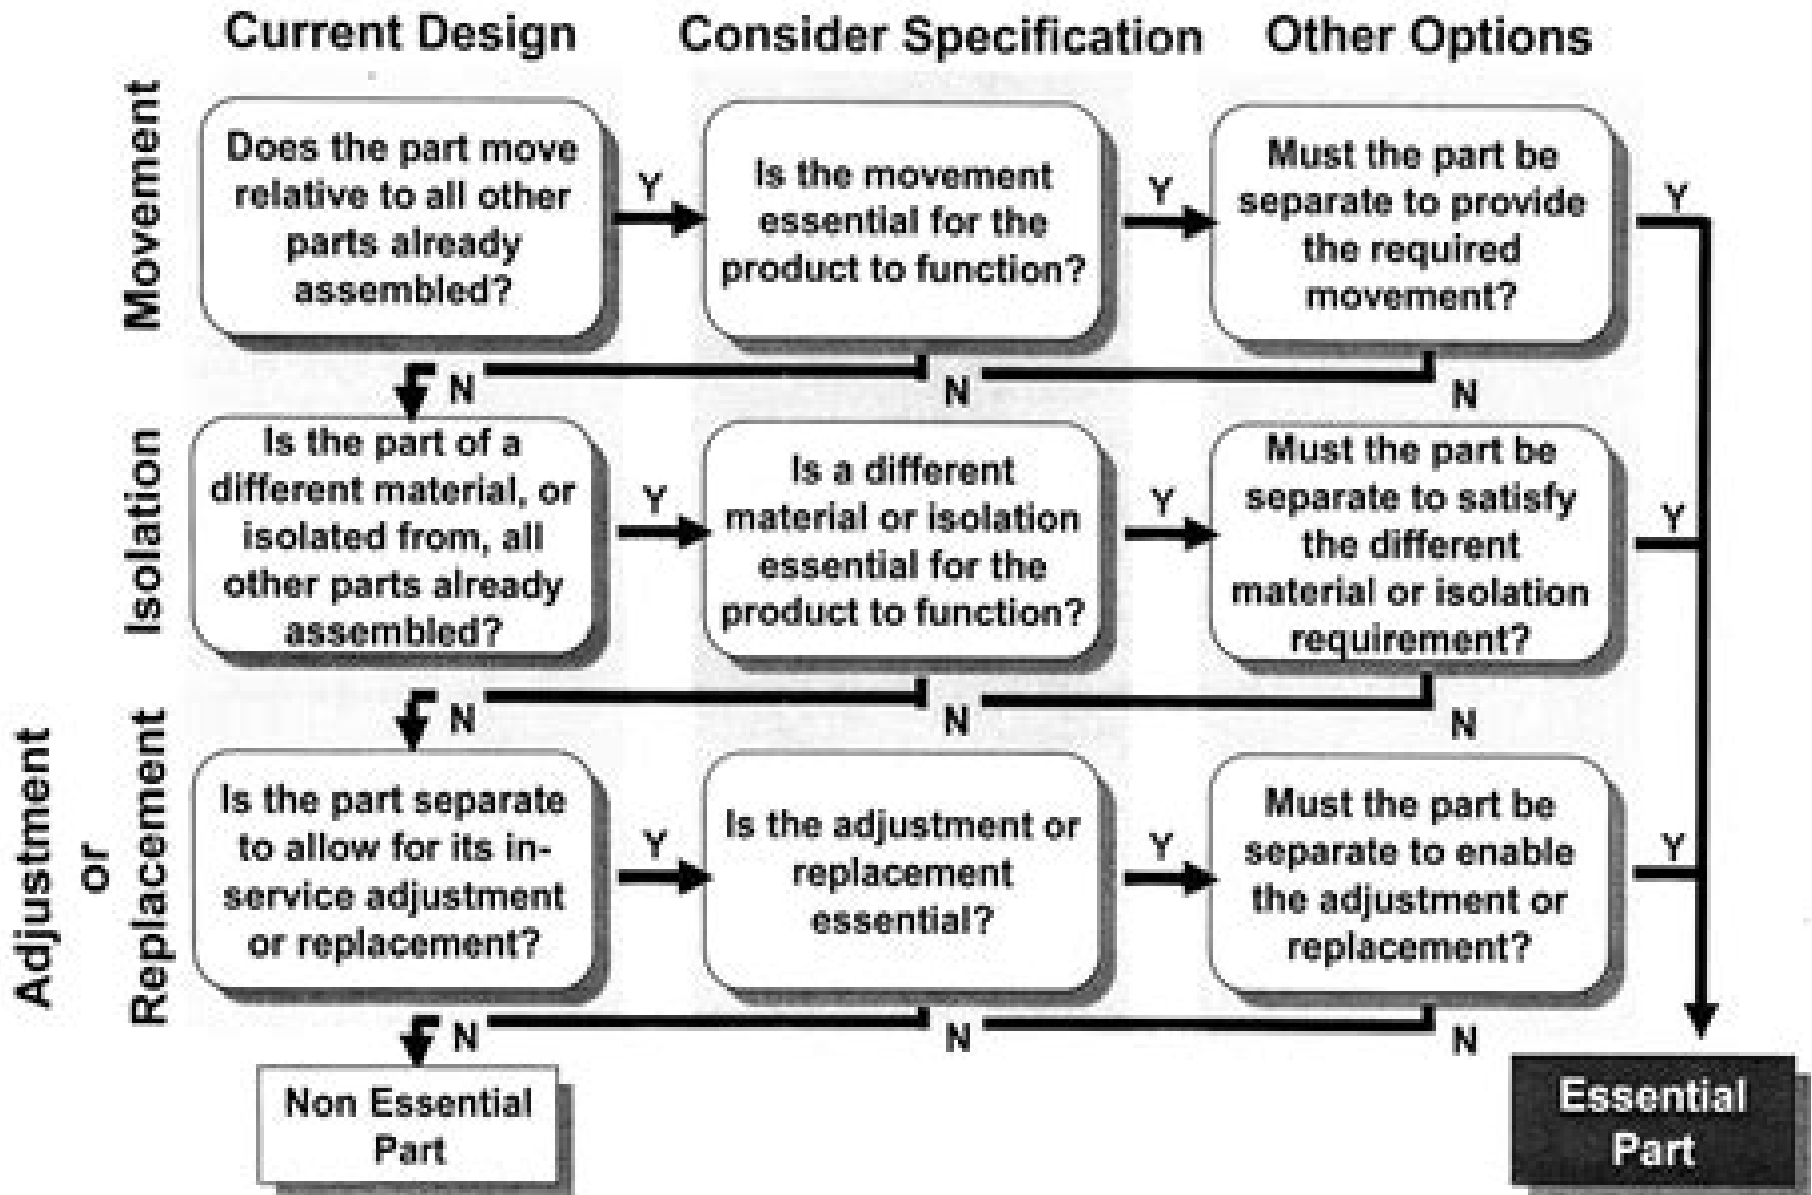 Current Design
Consider Specification
Other Options
Movement
Does the part move
relative to all other
parts already
assembled?
Y
Is the movement
essential for the
product to function?
Y
Must the part be
separate to provide
the required
movement?
Y
N
N
N
Isolation
Is the part of a
different material, or
isolated from, all
other parts already
assembled?
Y
Is a different
material or isolation
essential for the
product to function?
Y
Must the part be
separate to satisfy
the different
material or isolation
requirement?
Y
N
N
N
Adjustment
or
Replacement
Is the part separate
to allow for its in-
service adjustment
or replacement?
Y
Is the adjustment or
replacement
essential?
Y
Must the part be
separate to enable
the adjustment or
replacement?
Y
N
N
N
Non Essential
Part
Essential
Part